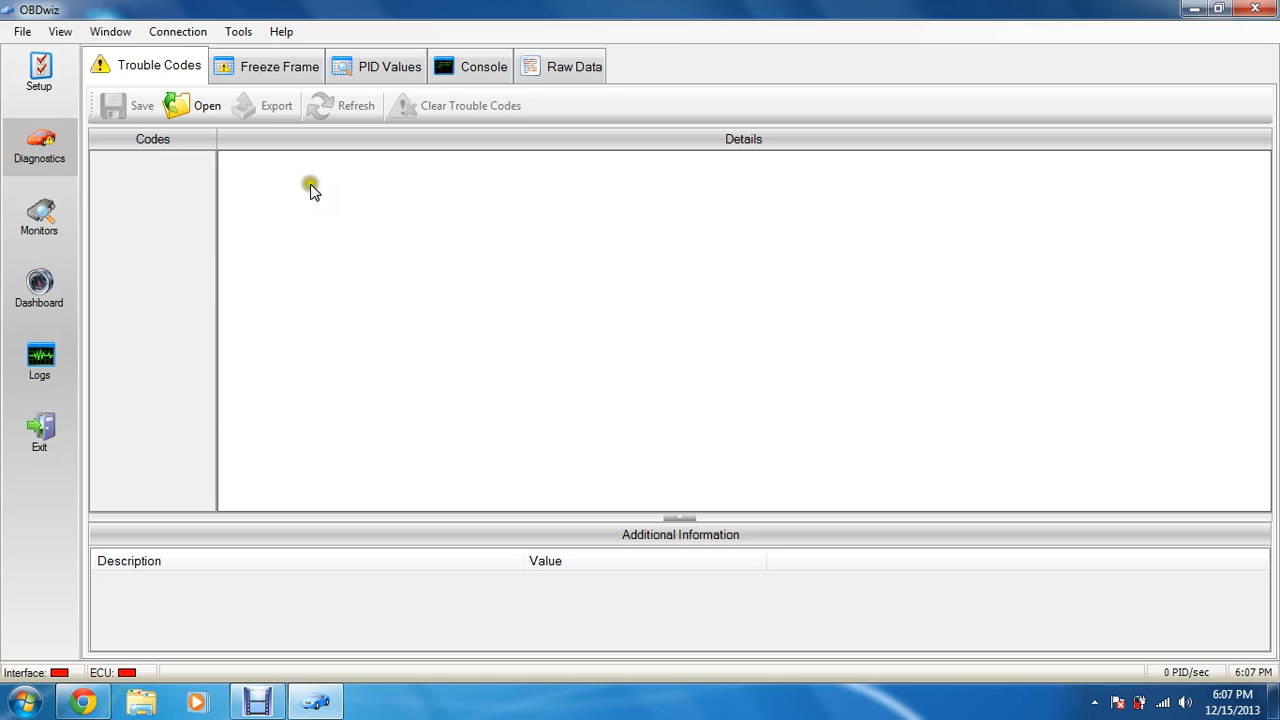 OBDwiz
File View Window Connection Tools Help
Setup
Diagnostics
Monitors
Dashboard
Logs
Exit
Trouble Codes Freeze Frame PID Values Console Raw Data
Save Open Export Refresh Clear Trouble Codes
Codes Details
Additional Information
Description Value
Interface: ECU: 0 PID/sec 6:07 PM
6:07 PM
12/15/2013